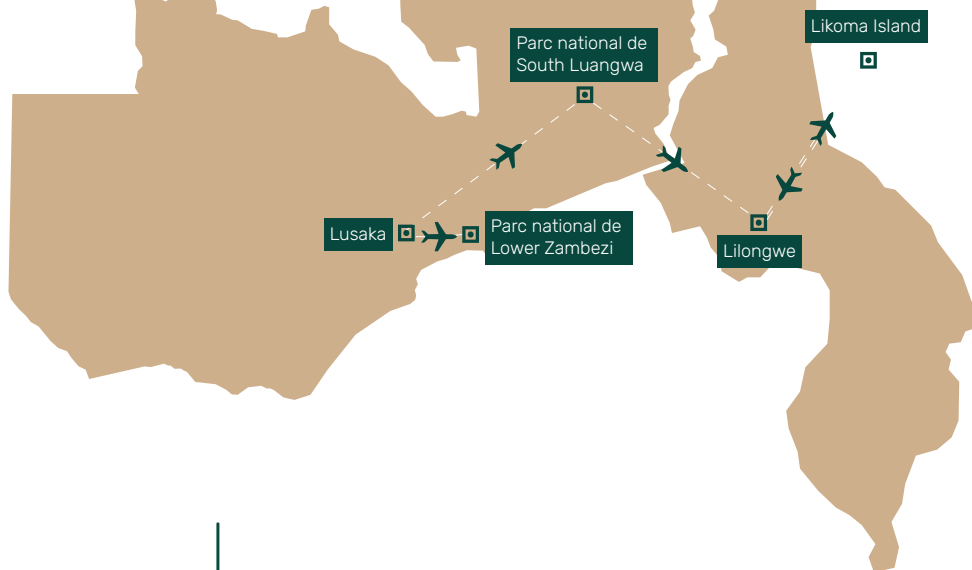 Likoma Island
Parc national de
South Luangwa
Lusaka
Parc national de
Lower Zambezi
Lilongwe